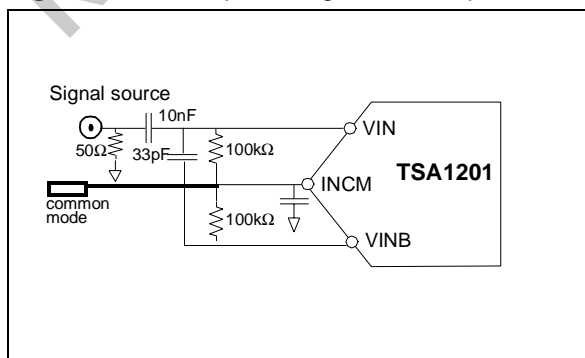 Signal source
10nF
VIN
50Ω
33pF
100kΩ
TSA1201
INCM
common
mode
100kΩ
VINB